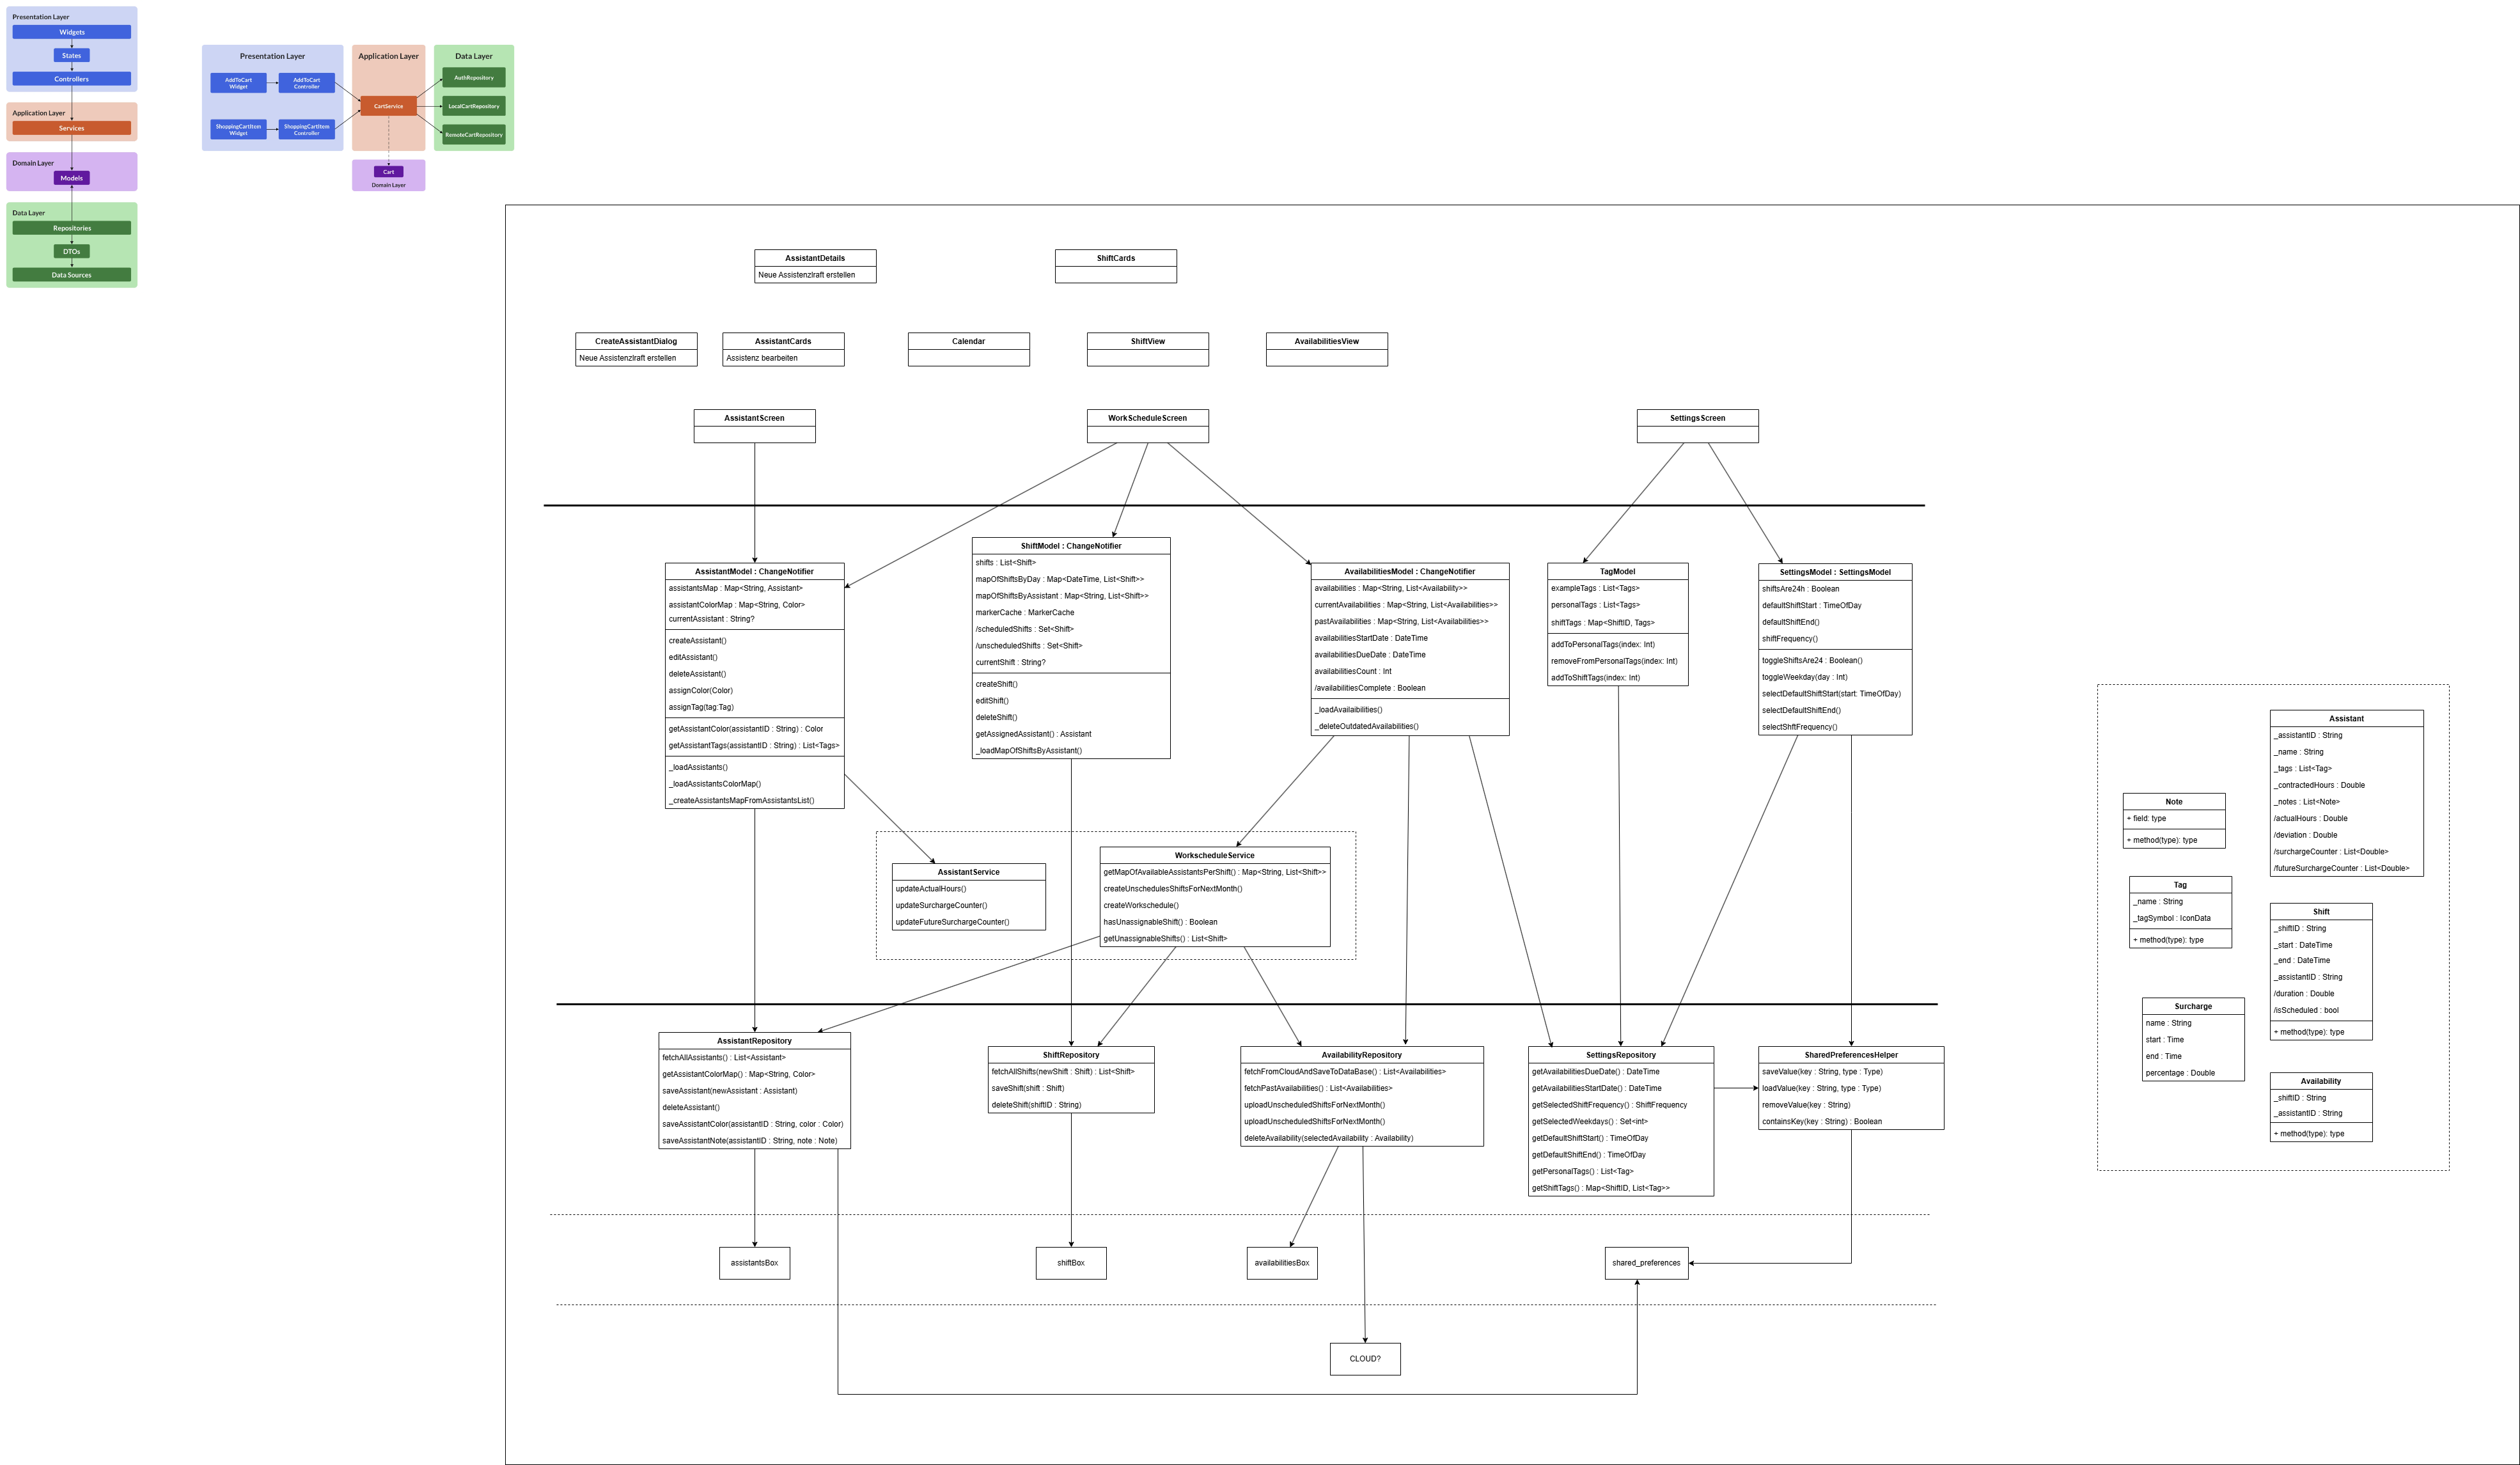 Presentation Layer
Widgets
States
Controllers
Application Layer
Services
Domain Layer
Models
Data Layer
Repositories
DTOs
Data Sources
Presentation Layer
AddToCart
Widget
AddToCart
Controller
ShoppingCartItem
Widget
ShoppingCartItem
Controller
Application Layer
CartService
Data Layer
AuthRepository
LocalCartRepository
RemoteCartRepository
Cart
Domain Layer
AssistantDetails
Neue Assistenzlraft erstellen
ShiftCards
CreateAssistantDialog
Neue Assistenzlraft erstellen
AssistantCards
Assistenz bearbeiten
Calendar
ShiftView
AvailabilitiesView
AssistantScreen
WorkScheduleScreen
SettingsScreen
AssistantModel : ChangeNotifier
assistantsMap : Map<String, Assistant>
assistantColorMap : Map<String, Color>
currentAssistant : String?
createAssistant()
editAssistant()
deleteAssistant()
assignColor(Color)
assignTag(tag:Tag)
getAssistantColor(assistantID : String) : Color
getAssistantTags(assistantID : String) : List<Tags>
_loadAssistants()
_loadAssistantsColorMap()
_createAssistantsMapFromAssistantsList()
ShiftModel : ChangeNotifier
shifts : List<Shift>
mapOfShiftsByDay : Map<DateTime, List<Shift>>
mapOfShiftsByAssistant : Map<String, List<Shift>>
markerCache : MarkerCache
/scheduledShifts : Set<Shift>
/unscheduledShifts : Set<Shift>
currentShift : String?
createShift()
editShift()
deleteShift()
getAssignedAssistant() : Assistant
_loadMapOfShiftsByAssistant()
AvailabilitiesModel : ChangeNotifier
availabilities : Map<String, List<Availability>>
currentAvailabilities : Map<String, List<Availabilities>>
pastAvailabilities : Map<String, List<Availabilities>>
availabilitiesStartDate : DateTime
availabilitiesDueDate : DateTime
availabilitiesCount : Int
/availabilitiesComplete : Boolean
_loadAvailaibilities()
_deleteOutdatedAvailabilities()
TagModel
exampleTags : List<Tags>
personalTags : List<Tags>
shiftTags : Map<ShiftID, Tags>
addToPersonalTags(index: Int)
removeFromPersonalTags(index: Int)
addToShiftTags(index: Int)
SettingsModel : SettingsModel
shiftsAre24h : Boolean
defaultShiftStart : TimeOfDay
defaultShiftEnd()
shiftFrequency()
toggleShiftsAre24 : Boolean()
toggleWeekday(day : Int)
selectDefaultShiftStart(start: TimeOfDay)
selectDefaultShiftEnd()
selectShftFrequency()
AssistantService
updateActualHours()
updateSurchargeCounter()
updateFutureSurchargeCounter()
WorkscheduleService
getMapOfAvailableAssistantsPerShift() : Map<String, List<Shift>>
createUnschedulesShiftsForNextMonth()
createWorkschedule()
hasUnassignableShift() : Boolean
getUnassignableShifts() : List<Shift>
AssistantRepository
fetchAllAssistants() : List<Assistant>
getAssistantColorMap() : Map<String, Color>
saveAssistant(newAssistant : Assistant)
deleteAssistant()
saveAssistantColor(assistantID : String, color : Color)
saveAssistantNote(assistantID : String, note : Note)
ShiftRepository
fetchAllShifts(newShift : Shift) : List<Shift>
saveShift(shift : Shift)
deleteShift(shiftID : String)
AvailabilityRepository
fetchFromCloudAndSaveToDataBase() : List<Availabilities>
fetchPastAvailabilities() : List<Availabilities>
uploadUnscheduledShiftsForNextMonth()
uploadUnscheduledShiftsForNextMonth()
deleteAvailability(selectedAvailability : Availability)
SettingsRepository
getAvailabilitiesDueDate() : DateTime
getAvailabilitiesStartDate() : DateTime
getSelectedShiftFrequency() : ShiftFrequency
getSelectedWeekdays() : Set<int>
getDefaultShiftStart() : TimeOfDay
getDefaultShiftEnd() : TimeOfDay
getPersonalTags() : List<Tag>
getShiftTags() : Map<ShiftID, List<Tag>>
SharedPreferencesHelper
saveValue(key : String, type : Type)
loadValue(key : String, type : Type)
removeValue(key : String)
containsKey(key : String) : Boolean
assistantsBox
shiftBox
availabilitiesBox
shared_preferences
CLOUD?
Note
+ field: type
+ method(type): type
Tag
_name : String
_tagSymbol : IconData
+ method(type): type
Surcharge
name : String
start : Time
end : Time
percentage : Double
Assistant
_assistantID : String
_name : String
_tags : List<Tag>
_contractedHours : Double
_notes : List<Note>
/actualHours : Double
/deviation : Double
/surchargeCounter : List<Double>
/futureSurchargeCounter : List<Double>
Shift
_shiftID : String
_start : DateTime
_end : DateTime
_assistantID : String
/duration : Double
/isScheduled : bool
+ method(type): type
Availability
_shiftID : String
_assistantID : String
+ method(type): type